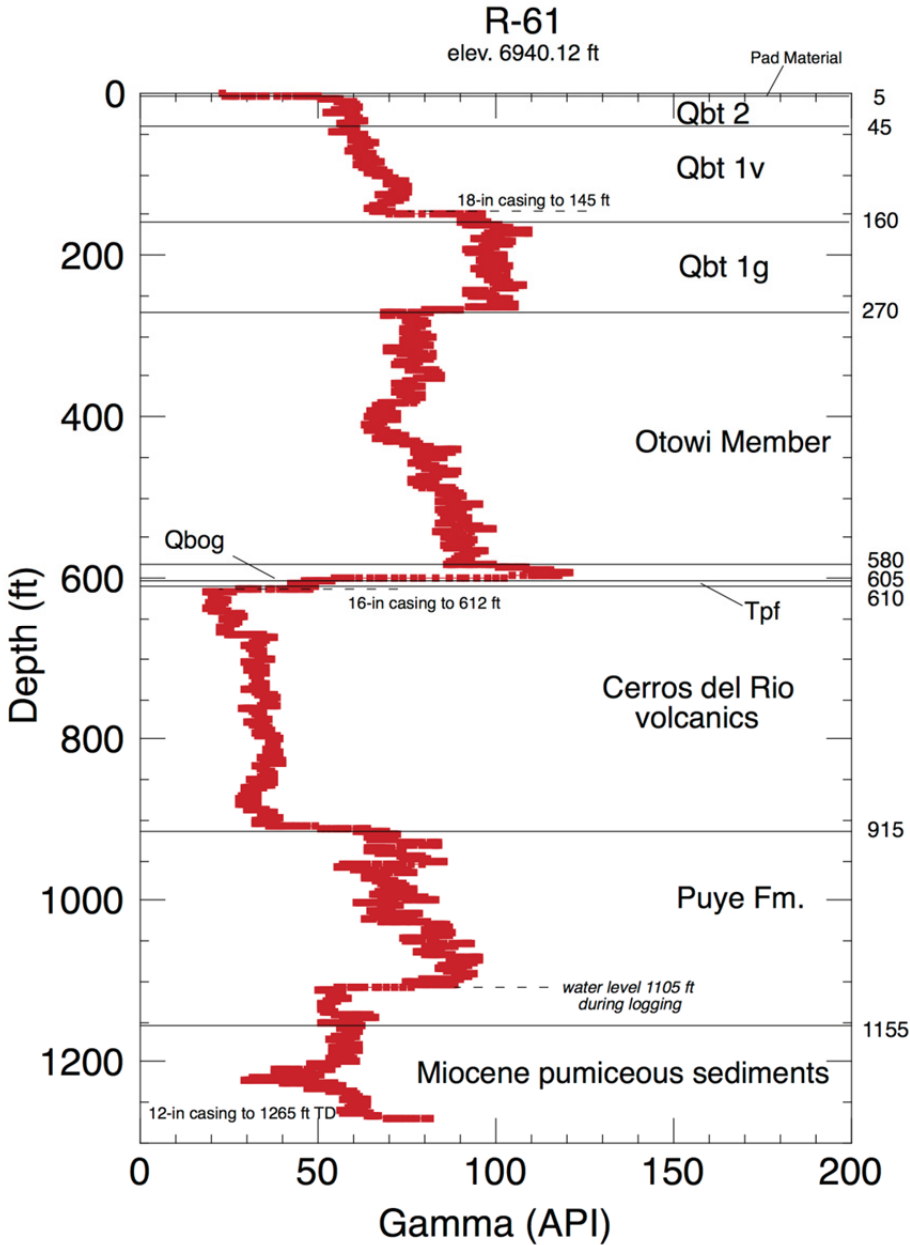 R-61
elev. 6940.12 ft
Pad Material
0
5
Qbt 2
45
Qbt 1v
18-in casing to 145 ft
160
200
Qbt 1g
270
400
Otowi Member
Qbog
580
600
605
610
16-in casing to 612 ft
Tpf
Depth (ft)
Cerros del Rio
volcanics
800
915
1000
Puye Fm.
water level 1105 ft
during logging
1155
1200
Miocene pumiceous sediments
12-in casing to 1265 ft TD
0 50 100 150 200
Gamma (API)